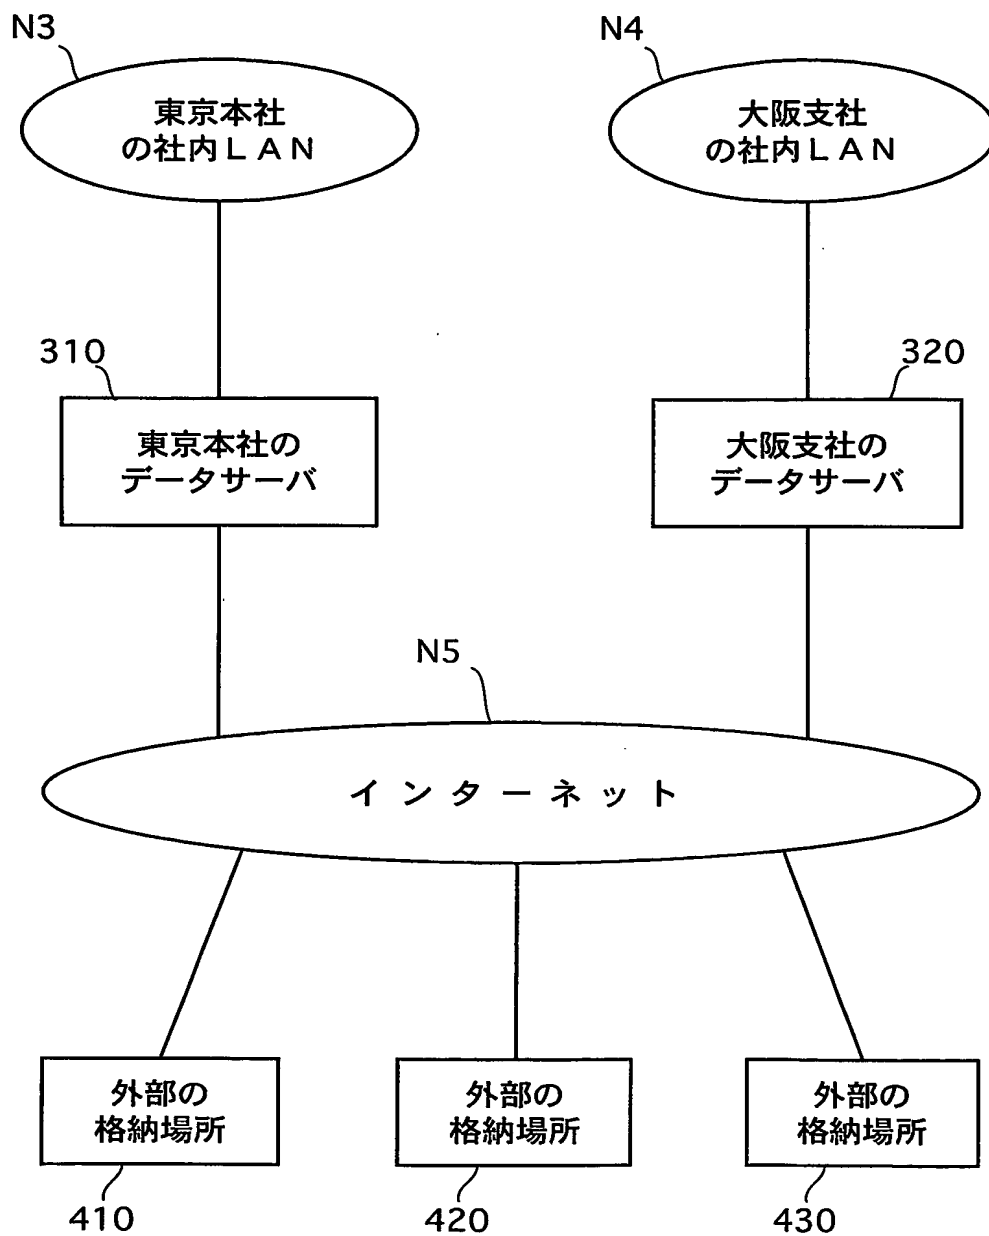 N3
N4
東京本社
の社内ＬＡＮ
大阪支社
の社内ＬＡＮ
310
320
東京本社の
データサーバ
大阪支社の
データサーバ
N5
インターネット
外部の
格納場所
外部の
格納場所
外部の
格納場所
410
420
430